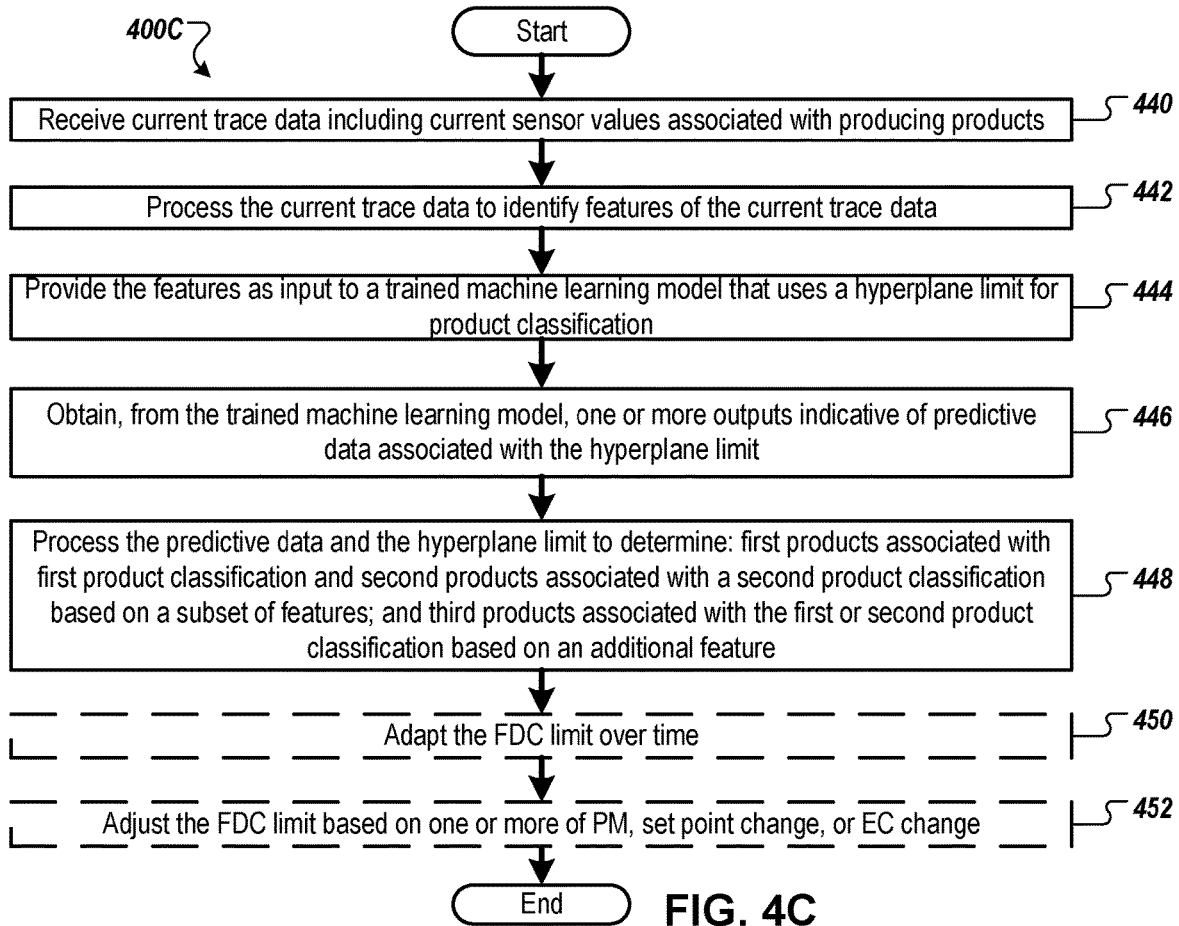 400C
Start
Receive current trace data including current sensor values associated with producing products
440
Process the current trace data to identify features of the current trace data
442
Provide the features as input to a trained machine learning model that uses a hyperplane limit for
product classification
444
Obtain, from the trained machine learning model, one or more outputs indicative of predictive
data associated with the hyperplane limit
446
Process the predictive data and the hyperplane limit to determine: first products associated with
first product classification and second products associated with a second product classification
based on a subset of features; and third products associated with the first or second product
classification based on an additional feature
448
Adapt the FDC limit over time
450
Adjust the FDC limit based on one or more of PM, set point change, or EC change
452
End
FIG. 4C